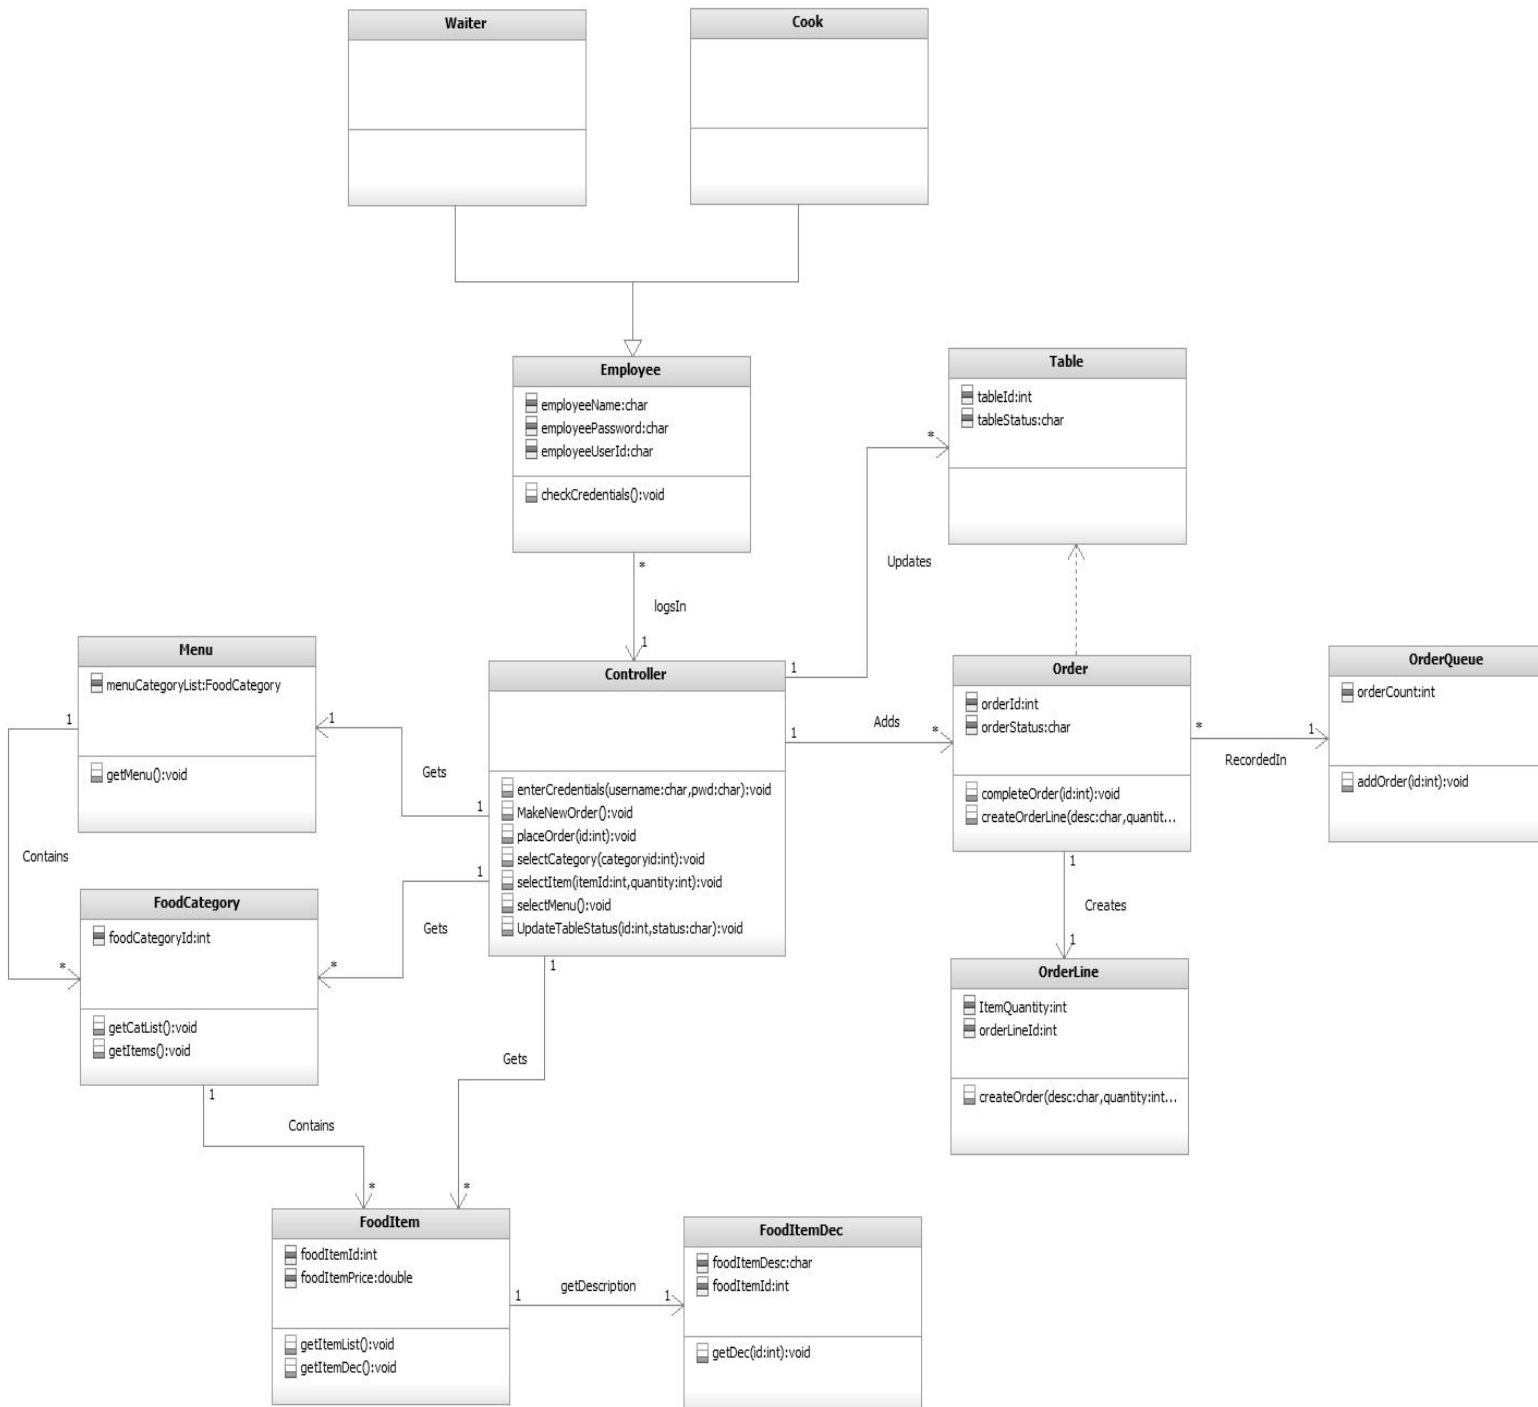 Waiter
Cook
Employee
employeeName:char
employeePassword:char
employeeUserId:char
checkCredentials():void
Table
tableId:int
tableStatus:char
*
Updates
*
logsIn
1
Menu
menuCategoryList:FoodCategory
getMenu():void
1
1
Gets
1
Contains
*
Controller
enterCredentials(username:char,pwd:char):void
MakeNewOrder():void
placeOrder(id:int):void
selectCategory(categoryid:int):void
selectItem(itemId:int,quantity:int):void
selectMenu():void
UpdateTableStatus(id:int,status:char):void
1
1
Adds
*
Order
orderId:int
orderStatus:char
completeOrder(id:int):void
createOrderLine(desc:char,quantit...
*
1
RecordedIn
OrderQueue
orderCount:int
addOrder(id:int):void
1
Creates
1
FoodCategory
foodCategoryId:int
getCatList():void
getItems():void
1
Gets
*
1
Gets
*
OrderLine
ItemQuantity:int
orderLineId:int
createOrder(desc:char,quantity:int...
1
Contains
*
FoodItem
foodItemId:int
foodItemPrice:double
getItemList():void
getItemDec():void
1
getDescription
1
FoodItemDec
foodItemDesc:char
foodItemId:int
getDec(id:int):void